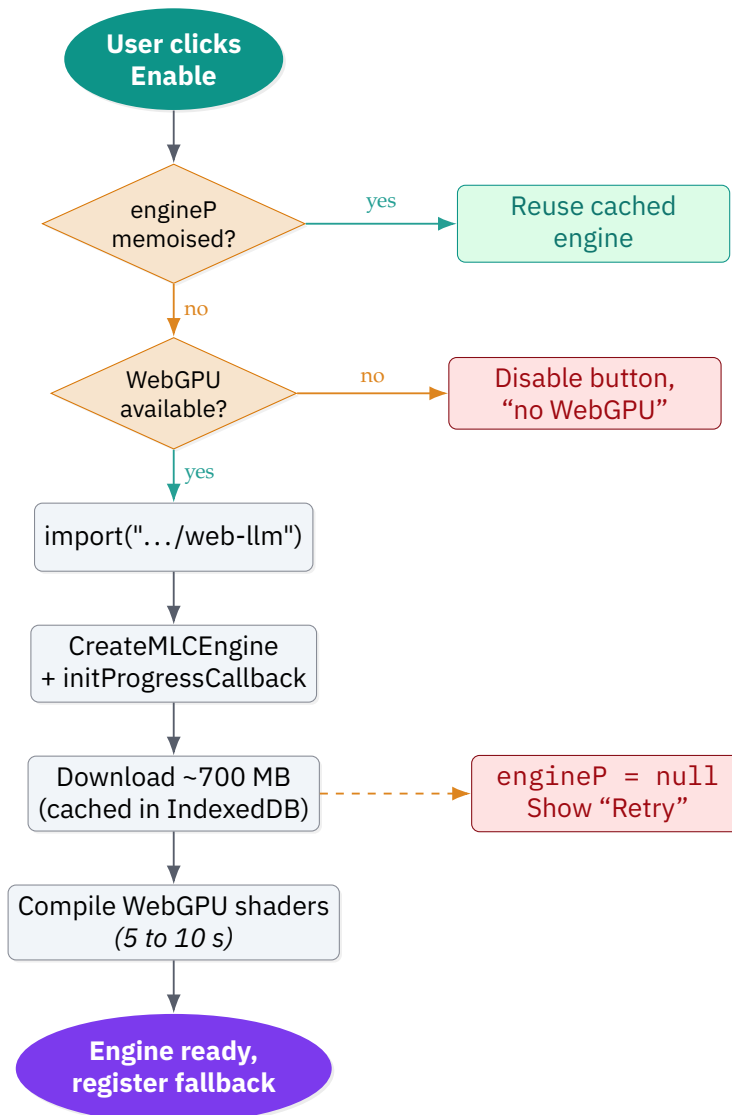 User clicks
Enable
engineP
memoised?
yes
Reuse cached
engine
no
WebGPU
available?
no
Disable button,
“no WebGPU”
yes
import(".../web-llm")
CreateMLCEngine
+ initProgressCallback
Download ~700 MB
(cached in IndexedDB)
engineP = null
Show “Retry”
Compile WebGPU shaders
(5 to 10 s)
Engine ready,
register fallback